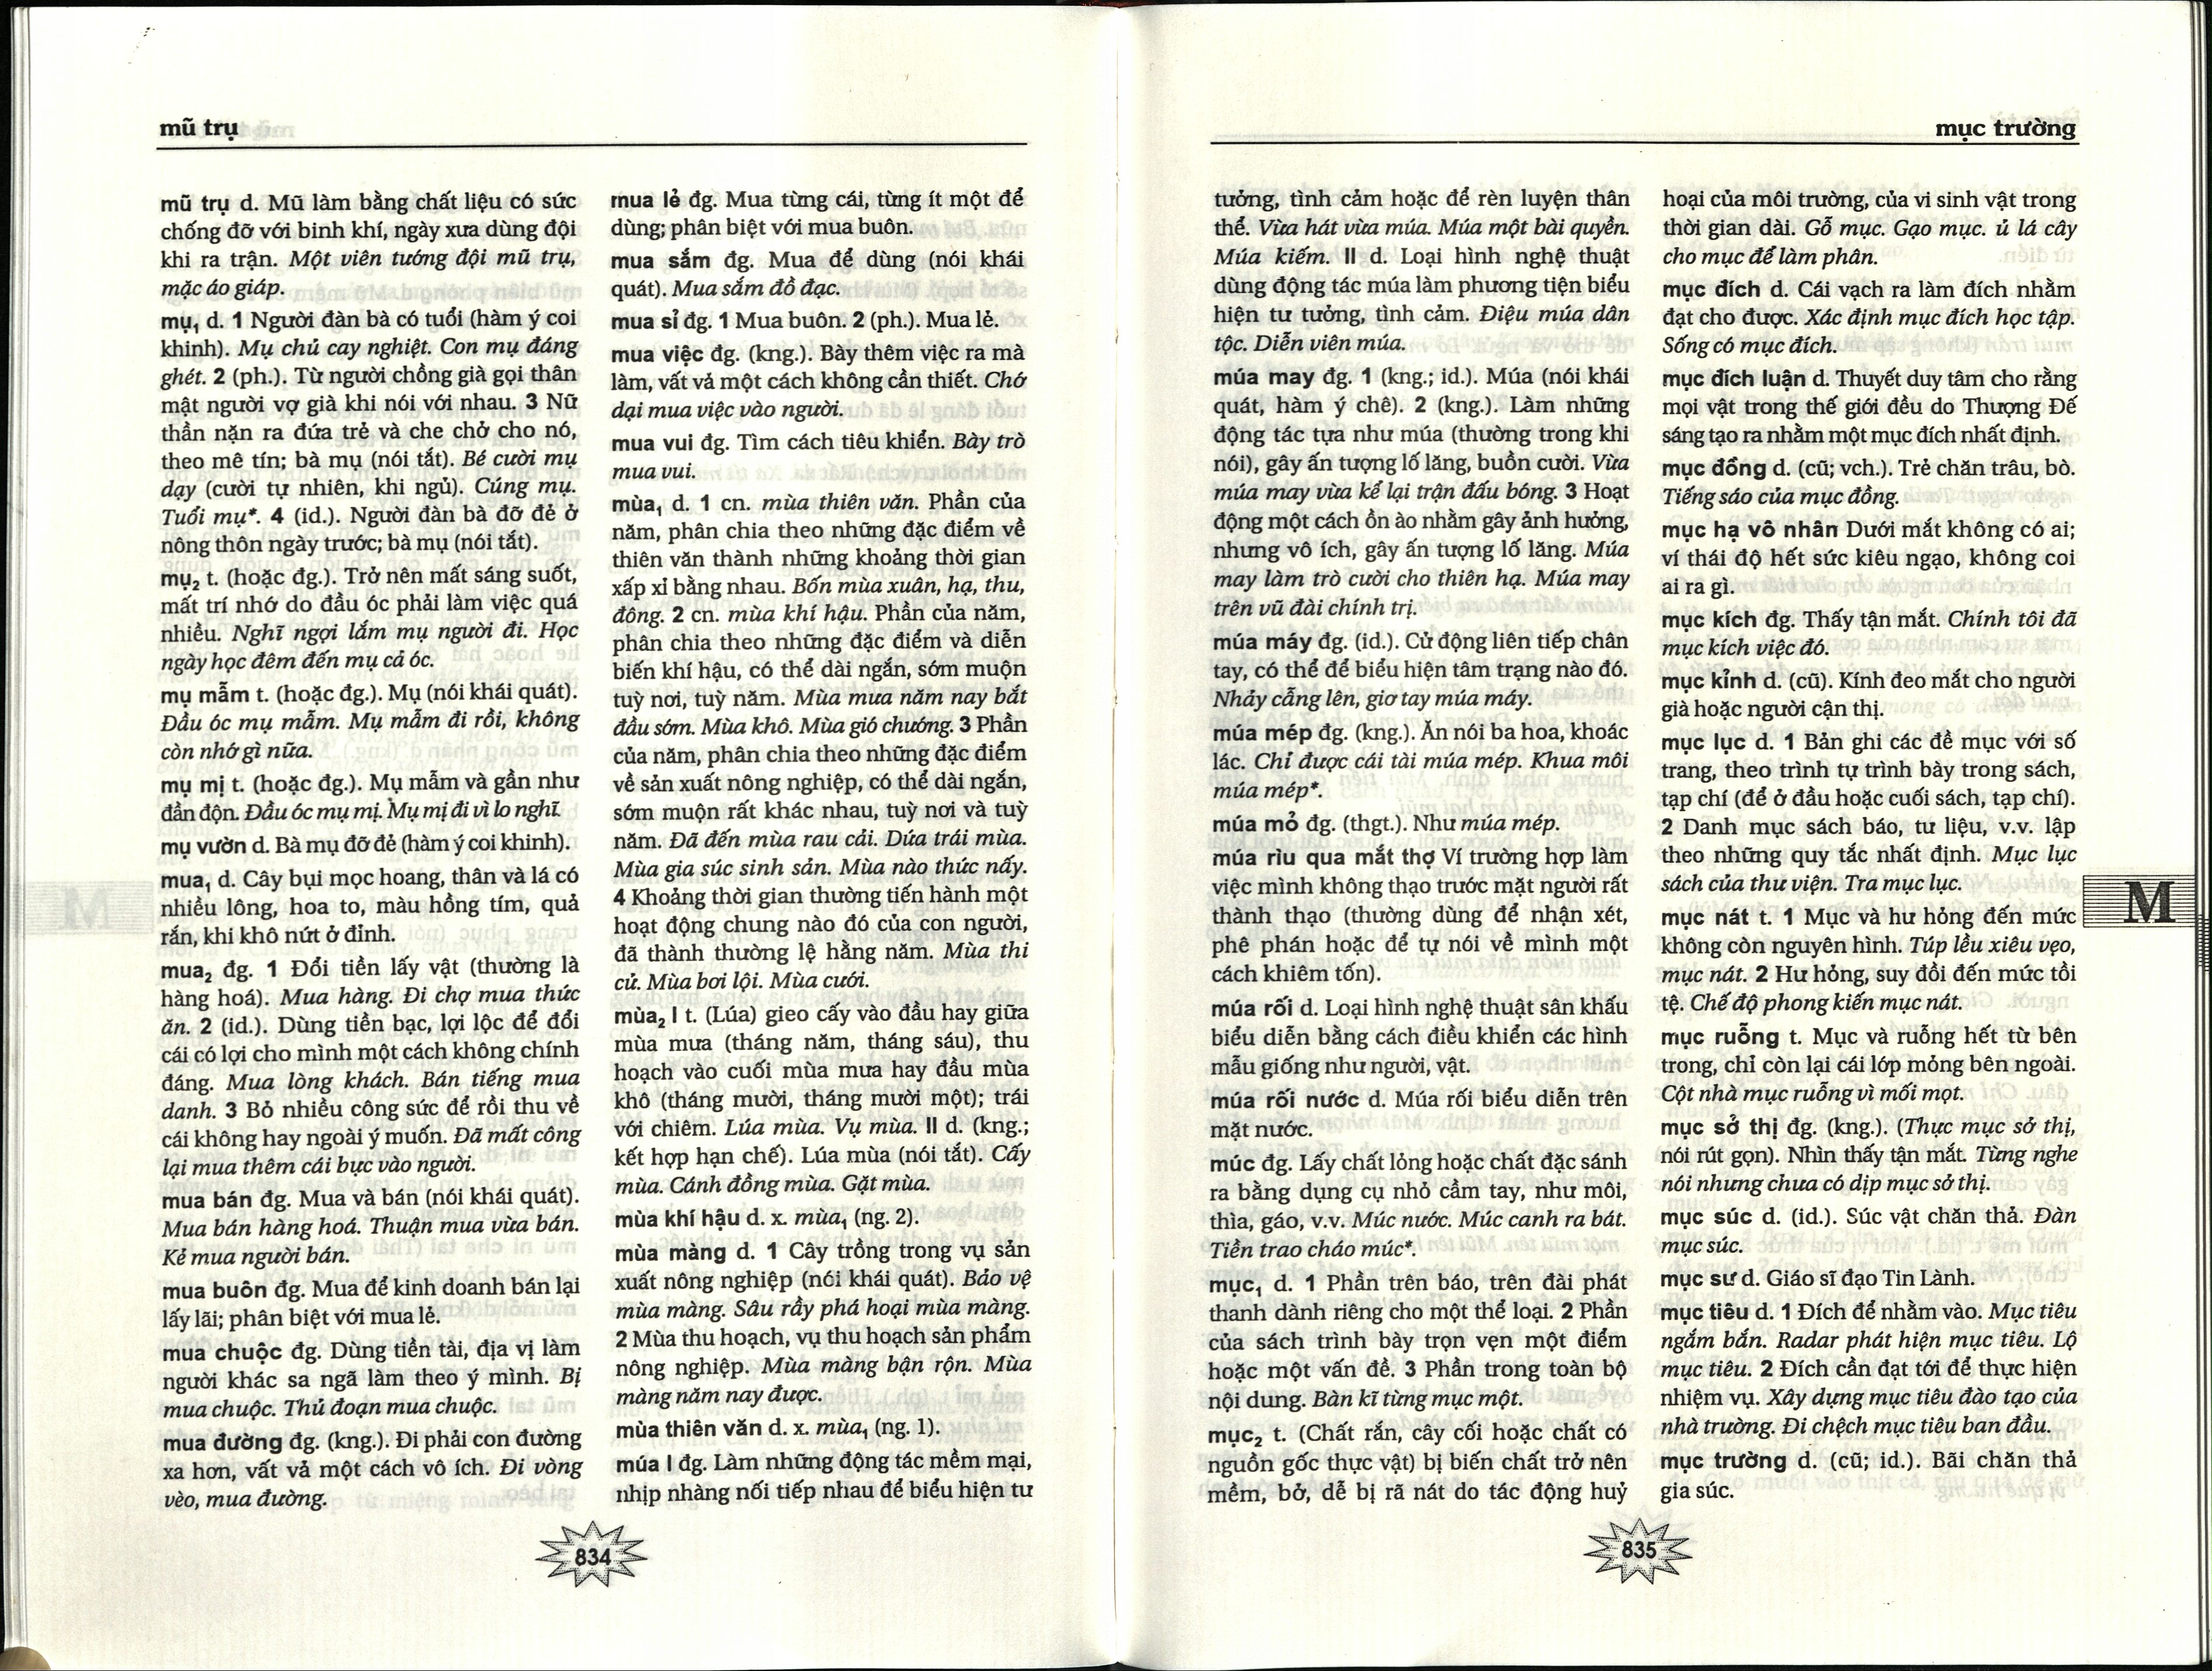 mũ trụ
mũ trụ d. Mũ làm bằng chất liệu có sức
chống đỡ với binh khí, ngày xưa dùng đội
khi ra trận. Một viên tướng đội mũ trụ,
mặc áo giáp.
mụ₁ d. 1 Người đàn bà có tuổi (hàm ý coi
khinh). Mụ chủ cay nghiệt. Con mụ đáng
ghét. 2 (ph.). Từ người chồng già gọi thân
mật người vợ già khi nói với nhau. 3 Nữ
thần nặn ra đứa trẻ và che chở cho nó,
theo mê tín; bà mụ (nói tắt). Bé cười mụ
dạy (cười tự nhiên, khi ngủ). Cúng mụ.
Tuổi mụ*. 4 (id.). Người đàn bà đỡ đẻ ở
nông thôn ngày trước; bà mụ (nói tắt).
mụ₂ t. (hoặc đg.). Trở nên mất sáng suốt,
mất trí nhớ do đầu óc phải làm việc quá
nhiều. Nghĩ ngợi lắm mụ người đi. Học
ngày học đêm đến mụ cả óc.
mụ mẫm t. (hoặc đg.). Mụ (nói khái quát).
Đầu óc mụ mẫm. Mụ mẫm đi rồi, không
còn nhớ gì nữa.
mụ mị t. (hoặc đg.). Mụ mẫm và gần như
đần độn. Đầu óc mụ mị. Mụ mị đi vì lo nghĩ.
mụ vườn d. Bà mụ đỡ đẻ (hàm ý coi khinh).
mua₁ d. Cây bụi mọc hoang, thân và lá có
nhiều lông, hoa to, màu hồng tím, quả
rắn, khi khô nứt ở đỉnh.
mua₂ đg. 1 Đổi tiền lấy vật (thường là
hàng hoá). Mua hàng. Đi chợ mua thức
ăn. 2 (id.). Dùng tiền bạc, lợi lộc để đổi
cái có lợi cho mình một cách không chính
đáng. Mua lòng khách. Bán tiếng mua
danh. 3 Bỏ nhiều công sức để rồi thu về
cái không hay ngoài ý muốn. Đã mất công
lại mua thêm cái bực vào người.
mua bán đg. Mua và bán (nói khái quát).
Mua bán hàng hoá. Thuận mua vừa bán.
Kẻ mua người bán.
mua buôn đg. Mua để kinh doanh bán lại
lấy lãi; phân biệt với mua lẻ.
mua chuộc đg. Dùng tiền tài, địa vị làm
người khác sa ngã làm theo ý mình. Bị
mua chuộc. Thủ đoạn mua chuộc.
mua đường đg. (kng.). Đi phải con đường
xa hơn, vất vả một cách vô ích. Đi vòng
vèo, mua đường.
mua lẻ đg. Mua từng cái, từng ít một để
dùng; phân biệt với mua buôn.
mua sắm đg. Mua để dùng (nói khái
quát). Mua sắm đồ đạc.
mua sỉ đg. 1 Mua buôn. 2 (ph.). Mua lẻ.
mua việc đg. (kng.). Bày thêm việc ra mà
làm, vất vả một cách không cần thiết. Chớ
dại mua việc vào người.
mua vui đg. Tìm cách tiêu khiển. Bày trò
mua vui.
mùa₁ d. 1 cn. mùa thiên văn. Phần của
năm, phân chia theo những đặc điểm về
thiên văn thành những khoảng thời gian
xấp xỉ bằng nhau. Bốn mùa xuân, hạ, thu,
đông. 2 cn. mùa khí hậu. Phần của năm,
phân chia theo những đặc điểm và diễn
biến khí hậu, có thể dài ngắn, sớm muộn
tuỳ nơi, tuỳ năm. Mùa mưa năm nay bắt
đầu sớm. Mùa khô. Mùa gió chướng. 3 Phần
của năm, phân chia theo những đặc điểm
về sản xuất nông nghiệp, có thể dài ngắn,
sớm muộn rất khác nhau, tuỳ nơi và tuỳ
năm. Đã đến mùa rau cải. Dứa trái mùa.
Mùa gia súc sinh sản. Mùa nào thức nấy.
4 Khoảng thời gian thường tiến hành một
hoạt động chung nào đó của con người,
đã thành thường lệ hằng năm. Mùa thi
cử. Mùa bơi lội. Mùa cưới.
mùa₂ I t. (Lúa) gieo cấy vào đầu hay giữa
mùa mưa (tháng năm, tháng sáu), thu
hoạch vào cuối mùa mưa hay đầu mùa
khô (tháng mười, tháng mười một); trái
với chiêm. Lúa mùa. Vụ mùa. II d. (kng.;
kết hợp hạn chế). Lúa mùa (nói tắt). Cấy
mùa. Cánh đồng mùa. Gặt mùa.
mùa khí hậu d. x. mùa₁ (ng. 2).
mùa màng d. 1 Cây trồng trong vụ sản
xuất nông nghiệp (nói khái quát). Bảo vệ
mùa màng. Sâu rầy phá hoại mùa màng.
2 Mùa thu hoạch, vụ thu hoạch sản phẩm
nông nghiệp. Mùa màng bận rộn. Mùa
màng năm nay được.
mùa thiên văn d. x. mùa₁ (ng. 1).
múa I đg. Làm những động tác mềm mại,
nhịp nhàng nối tiếp nhau để biểu hiện tư
834
mục trường
tưởng, tình cảm hoặc để rèn luyện thân
thể. Vừa hát vừa múa. Múa một bài quyền.
Múa kiếm. II d. Loại hình nghệ thuật
dùng động tác múa làm phương tiện biểu
hiện tư tưởng, tình cảm. Điệu múa dân
tộc. Diễn viên múa.
múa may đg. 1 (kng.; id.). Múa (nói khái
quát, hàm ý chê). 2 (kng.). Làm những
động tác tựa như múa (thường trong khi
nói), gây ấn tượng lố lăng, buồn cười. Vừa
múa may vừa kể lại trận đấu bóng. 3 Hoạt
động một cách ồn ào nhằm gây ảnh hưởng,
nhưng vô ích, gây ấn tượng lố lăng. Múa
may làm trò cười cho thiên hạ. Múa may
trên vũ đài chính trị.
múa máy đg. (id.). Cử động liên tiếp chân
tay, có thể để biểu hiện tâm trạng nào đó.
Nhảy cẫng lên, giơ tay múa máy.
múa mép đg. (kng.). Ăn nói ba hoa, khoác
lác. Chỉ được cái tài múa mép. Khua môi
múa mép*.
múa mỏ đg. (thgt.). Như múa mép.
múa rìu qua mắt thợ Ví trường hợp làm
việc mình không thạo trước mặt người rất
thành thạo (thường dùng để nhận xét,
phê phán hoặc để tự nói về mình một
cách khiêm tốn).
múa rối d. Loại hình nghệ thuật sân khấu
biểu diễn bằng cách điều khiển các hình
mẫu giống như người, vật.
múa rối nước d. Múa rối biểu diễn trên
mặt nước.
múc đg. Lấy chất lỏng hoặc chất đặc sánh
ra bằng dụng cụ nhỏ cầm tay, như môi,
thìa, gáo, v.v. Múc nước. Múc canh ra bát.
Tiền trao cháo múc*.
mục₁ d. 1 Phần trên báo, trên đài phát
thanh dành riêng cho một thể loại. 2 Phần
của sách trình bày trọn vẹn một điểm
hoặc một vấn đề. 3 Phần trong toàn bộ
nội dung. Bàn kĩ từng mục một.
mục₂ t. (Chất rắn, cây cối hoặc chất có
nguồn gốc thực vật) bị biến chất trở nên
mềm, bở, dễ bị rã nát do tác động huỷ
hoại của môi trường, của vi sinh vật trong
thời gian dài. Gỗ mục. Gạo mục. ủ lá cây
cho mục để làm phân.
mục đích d. Cái vạch ra làm đích nhằm
đạt cho được. Xác định mục đích học tập.
Sống có mục đích.
mục đích luận d. Thuyết duy tâm cho rằng
mọi vật trong thế giới đều do Thượng Đế
sáng tạo ra nhằm một mục đích nhất định.
mục đồng d. (cũ; vch.). Trẻ chăn trâu, bò.
Tiếng sáo của mục đồng.
mục hạ vô nhân Dưới mắt không có ai;
ví thái độ hết sức kiêu ngạo, không coi
ai ra gì.
mục kích đg. Thấy tận mắt. Chính tôi đã
mục kích việc đó.
mục kỉnh d. (cũ). Kính đeo mắt cho người
già hoặc người cận thị.
mục lục d. 1 Bản ghi các đề mục với số
trang, theo trình tự trình bày trong sách,
tạp chí (để ở đầu hoặc cuối sách, tạp chí).
2 Danh mục sách báo, tư liệu, v.v. lập
theo những quy tắc nhất định. Mục lục
sách của thư viện. Tra mục lục.
mục nát t. 1 Mục và hư hỏng đến mức
không còn nguyên hình. Túp lều xiêu vẹo,
mục nát. 2 Hư hỏng, suy đồi đến mức tồi
tệ. Chế độ phong kiến mục nát.
mục ruỗng t. Mục và ruỗng hết từ bên
trong, chỉ còn lại cái lớp mỏng bên ngoài.
Cột nhà mục ruỗng vì mối mọt.
mục sở thị đg. (kng.). (Thực mục sở thị,
nói rút gọn). Nhìn thấy tận mắt. Từng nghe
nói nhưng chưa có dịp mục sở thị.
mục súc d. (id.). Súc vật chăn thả. Đàn
mục súc.
mục sư d. Giáo sĩ đạo Tin Lành.
mục tiêu d. 1 Đích để nhằm vào. Mục tiêu
ngắm bắn. Radar phát hiện mục tiêu. Lộ
mục tiêu. 2 Đích cần đạt tới để thực hiện
nhiệm vụ. Xây dựng mục tiêu đào tạo của
nhà trường. Đi chệch mục tiêu ban đầu.
mục trường d. (cũ; id.). Bãi chăn thả
gia súc.
M
835